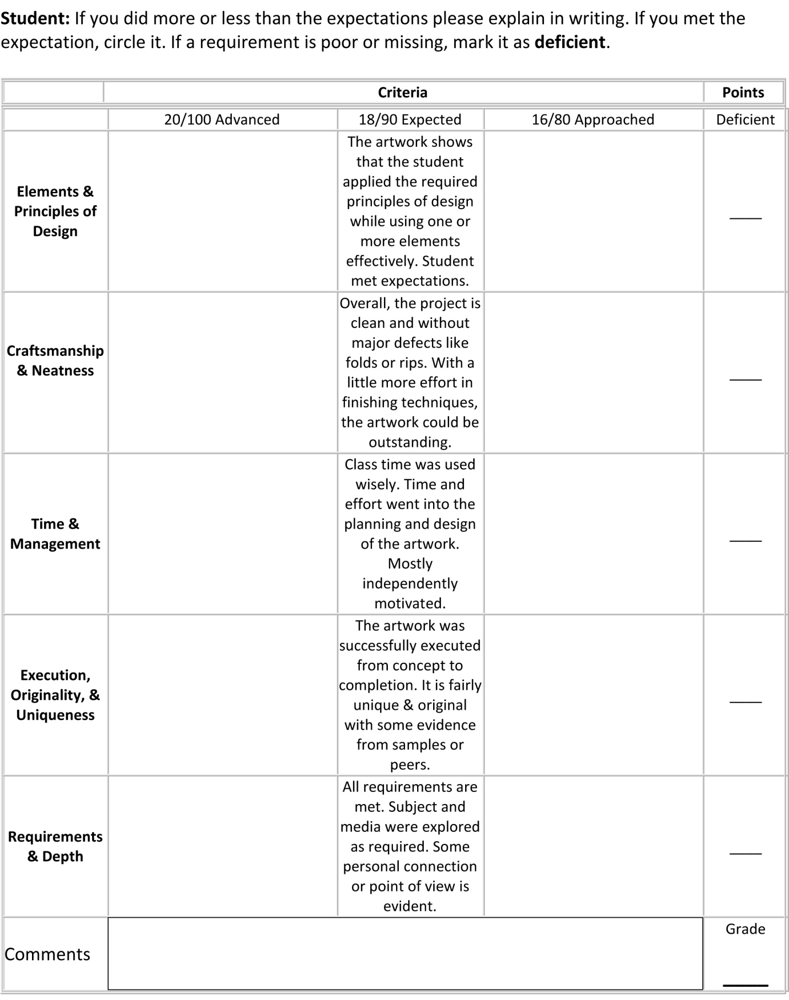 Student: If you did more or less than the expectations please explain in writing. If you met the
expectation, circle it. If a requirement is poor or missing, mark it as deficient.
Criteria Points
20/100 Advanced 18/90 Expected 16/80 Approached Deficient
Elements &
Principles of
Design
The artwork shows
that the student
applied the required
principles of design
while using one or
more elements
effectively. Student
met expectations.
____
Craftsmanship
& Neatness
Overall, the project is
clean and without
major defects like
folds or rips. With a
little more effort in
finishing techniques,
the artwork could be
outstanding.
____
Time &
Management
Class time was used
wisely. Time and
effort went into the
planning and design
of the artwork.
Mostly
independently
motivated.
____
Execution,
Originality, &
Uniqueness
The artwork was
successfully executed
from concept to
completion. It is fairly
unique & original
with some evidence
from samples or
peers.
____
Requirements
& Depth
All requirements are
met. Subject and
media were explored
as required. Some
personal connection
or point of view is
evident.
____
Comments
Grade
____